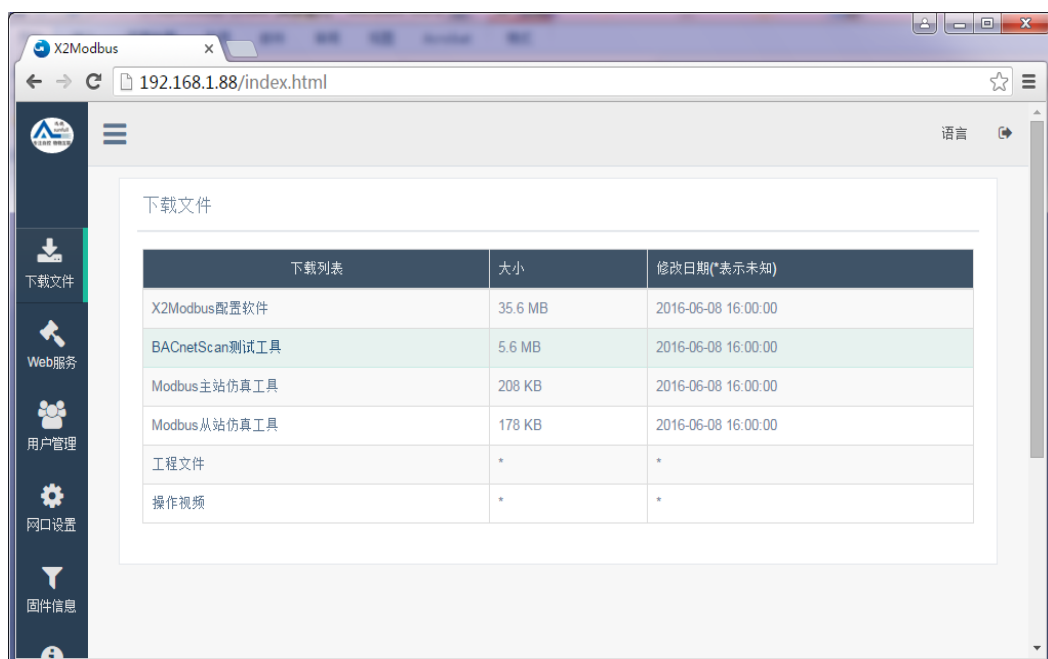 X2Modbus
192.168.1.88/index.html
语言
下载文件
下载文件
Web服务
用户管理
网口设置
固件信息
下载列表 大小 修改日期(*表示未知)
X2Modbus配置软件 35.6 MB 2016-06-08 16:00:00
BACnetScan测试工具 5.6 MB 2016-06-08 16:00:00
Modbus主站仿真工具 208 KB 2016-06-08 16:00:00
Modbus从站仿真工具 178 KB 2016-06-08 16:00:00
工程文件 * *
操作视频 * *